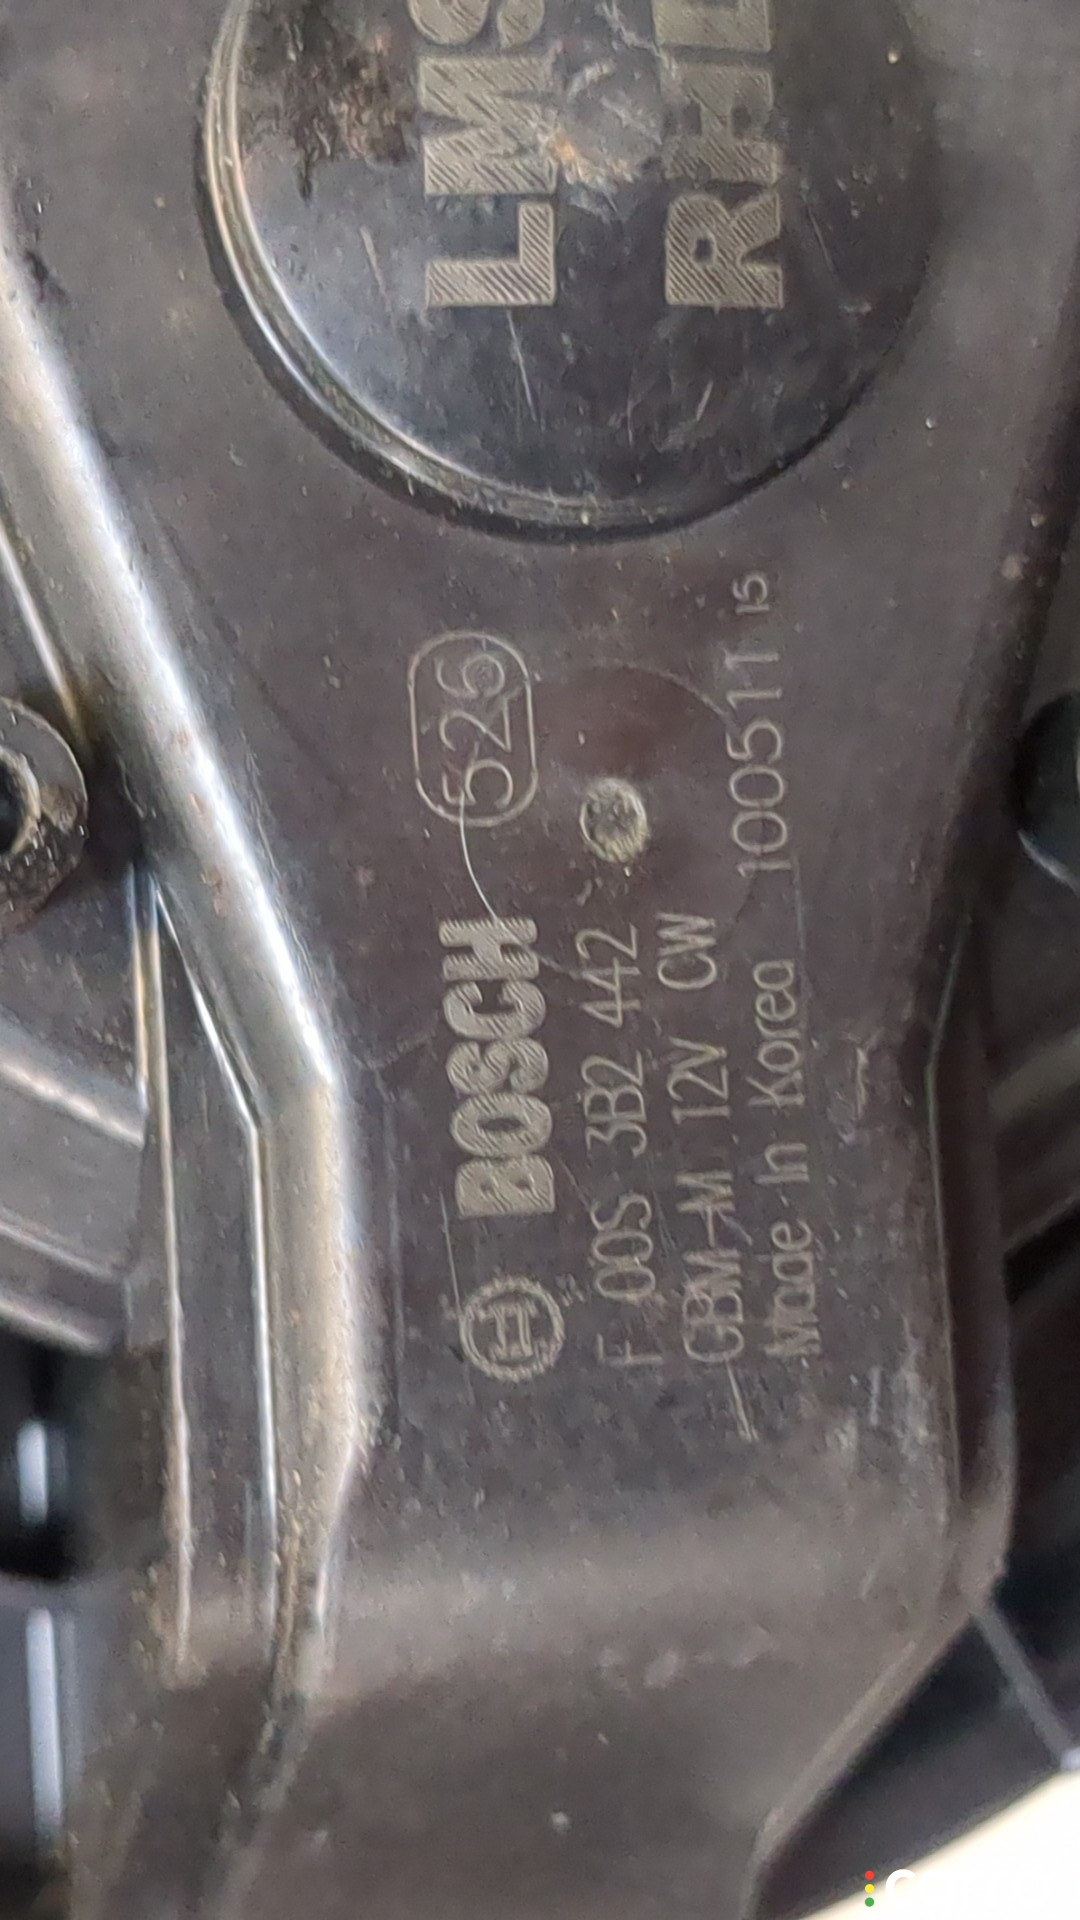 LMS
RHD
BOSCH 526
F 00S 3B2 442
GBM-M 12V CW
Made In Korea 100511 15